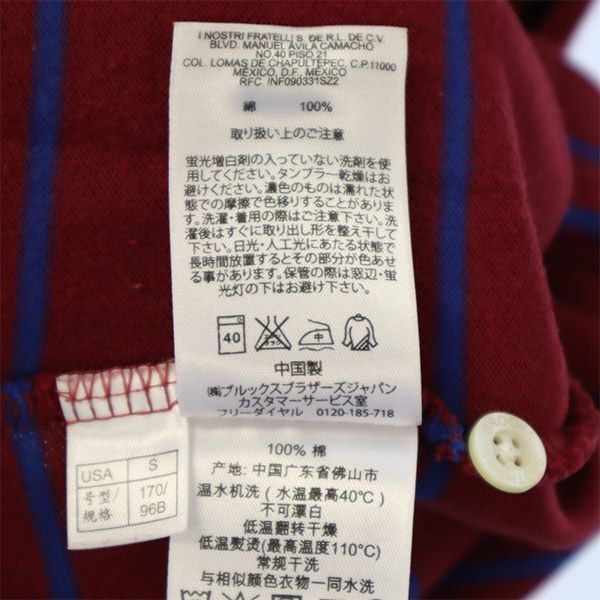 I NOSTRI FRATELLI S. DE R.L. DE C.V.
BLVD. MANUEL ÁVILA CAMACHO
NO.40 PISO 21
COL. LOMAS DE CHAPULTEPEC, C.P.11000
MÉXICO, D.F., MÉXICO
RFC. INF090331SZ2
綿 100%
取り扱い上のご注意
蛍光増白剤の入っていない洗剤を使
用してください。タンブラー乾燥はお
避けください。濃色のものは濡れた状
態での摩擦で色移りすることがありま
す。洗濯・着用の際はご注意下さい。洗
濯後はすぐに取り出し形を整え干して
下さい。日光・人工光にあたる状態で
長時間放置するとその部分が色あせ
る事があります。保管の際は窓辺・蛍
光灯の下はお避け下さい。
40
中
中国製
(株)ブルックスブラザーズジャパン
カスタマーサービス室
フリーダイヤル 0120-185-718
USA S
号型/ 170/
规格 96B
100% 棉
产地: 中国广东省佛山市
温水机洗 (水温最高40℃)
不可漂白
低温翻转干燥
低温熨烫(最高温度110℃)
常规干洗
与相似颜色衣物一同水洗